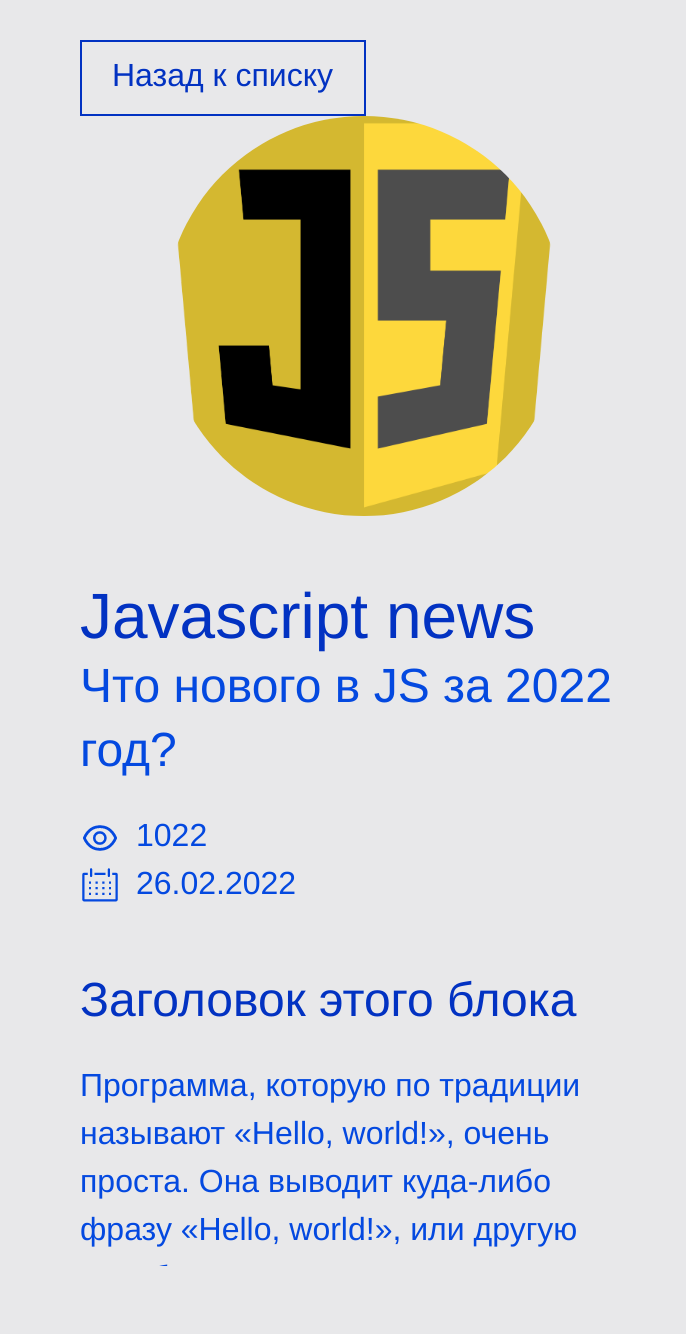 Назад к списку
JS
Javascript news
Что нового в JS за 2022
год?
1022
26.02.2022
Заголовок этого блока
Программа, которую по традиции
называют «Hello, world!», очень
проста. Она выводит куда-либо
фразу «Hello, world!», или другую